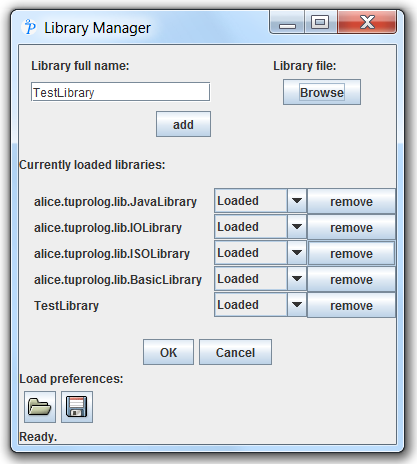 Library Manager
Library full name: Library file:
TestLibrary Browse
add
Currently loaded libraries:
alice.tuprolog.lib.JavaLibrary Loaded remove
alice.tuprolog.lib.IOLibrary Loaded remove
alice.tuprolog.lib.ISOLibrary Loaded remove
alice.tuprolog.lib.BasicLibrary Loaded remove
TestLibrary Loaded remove
OK Cancel
Load preferences:
Ready.